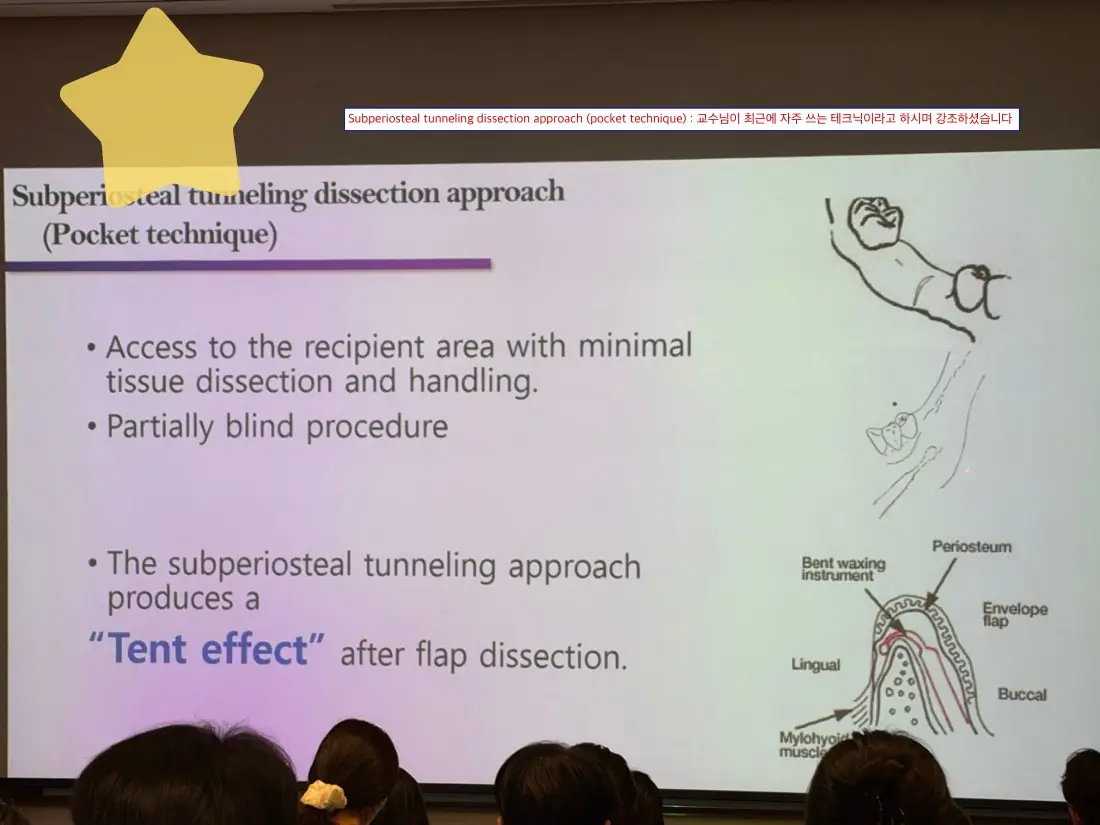 Subperiosteal tunneling dissection approach (pocket technique) : 교수님이 최근에 자주 쓰는 테크닉이라고 하시며 강조하셨습니다
Subperiosteal tunneling dissection approach
(Pocket technique)
• Access to the recipient area with minimal
tissue dissection and handling.
• Partially blind procedure
• The subperiosteal tunneling approach
produces a
“Tent effect” after flap dissection.
Periosteum
Bent waxing
instrument
Envelope
flap
Lingual
Buccal
Mylohyoid
muscle